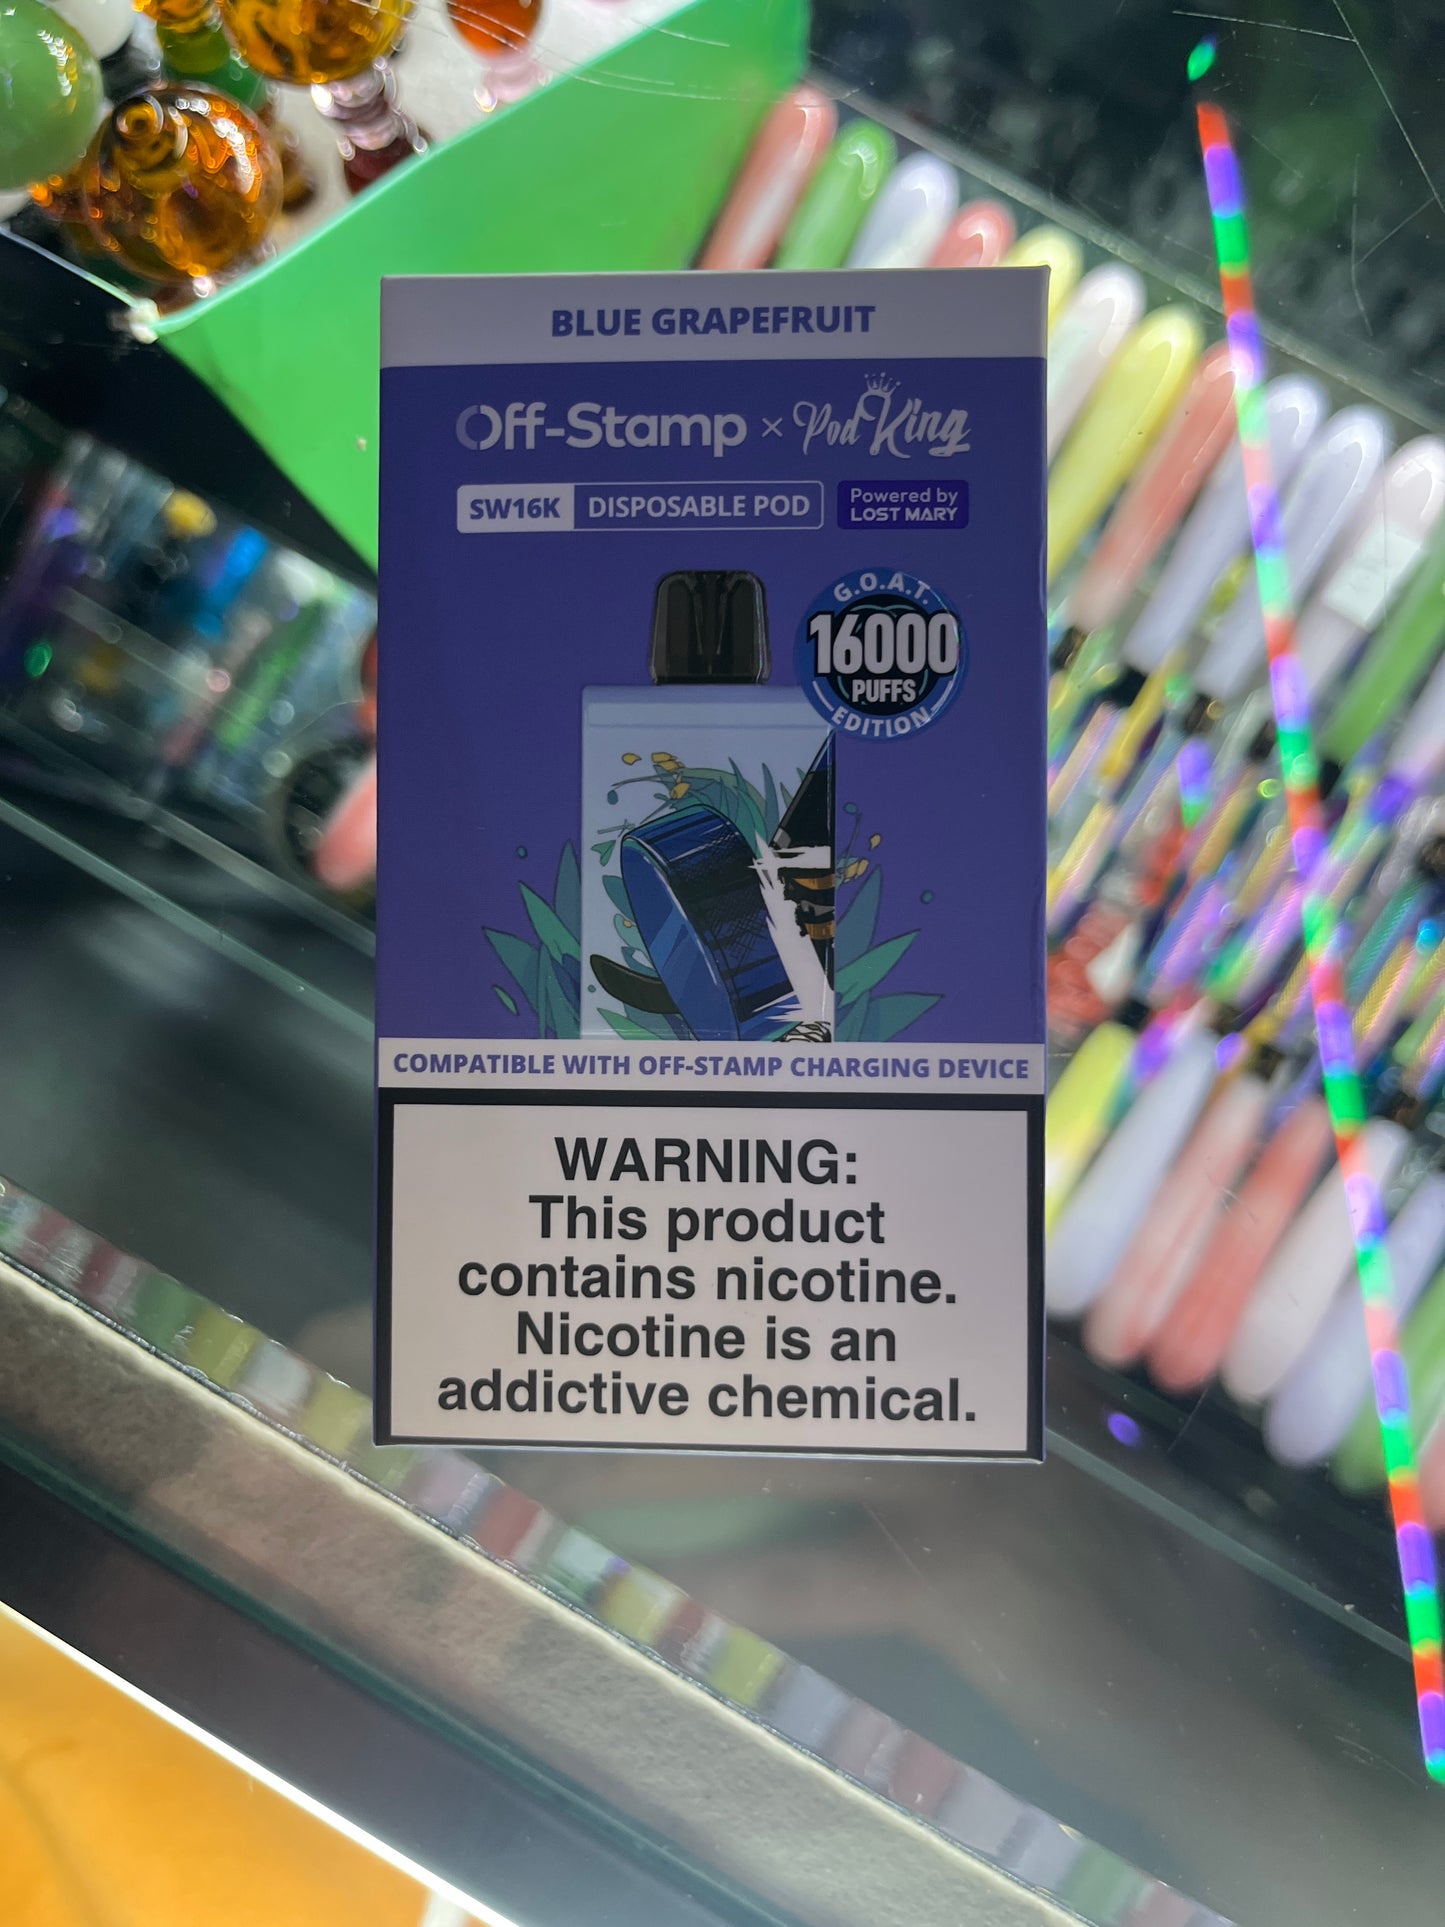 BLUE GRAPEFRUIT
Off-Stamp × Pod King
SW16K DISPOSABLE POD Powered by
LOST MARY
G.O.A.T.
16000
PUFFS
EDITION
COMPATIBLE WITH OFF-STAMP CHARGING DEVICE
WARNING:
This product
contains nicotine.
Nicotine is an
addictive chemical.